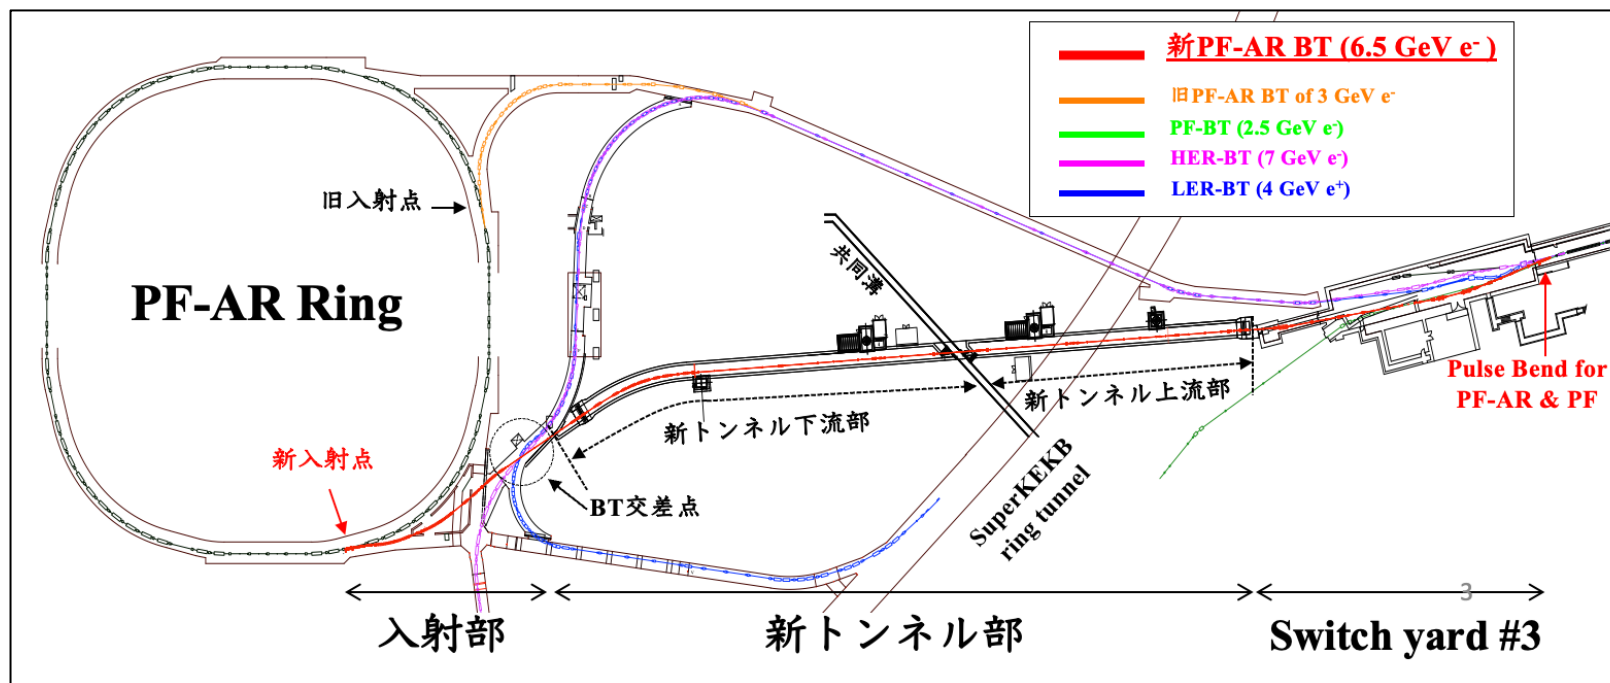 新PF-AR BT (6.5 GeV e⁻ )
旧PF-AR BT of 3 GeV e⁻
PF-BT (2.5 GeV e⁻)
HER-BT (7 GeV e⁻)
LER-BT (4 GeV e⁺)
旧入射点
共同溝
PF-AR Ring
Pulse Bend for
PF-AR & PF
新トンネル上流部
新トンネル下流部
新入射点
BT交差点
SuperKEKB
ring tunnel
3
入射部
新トンネル部
Switch yard #3